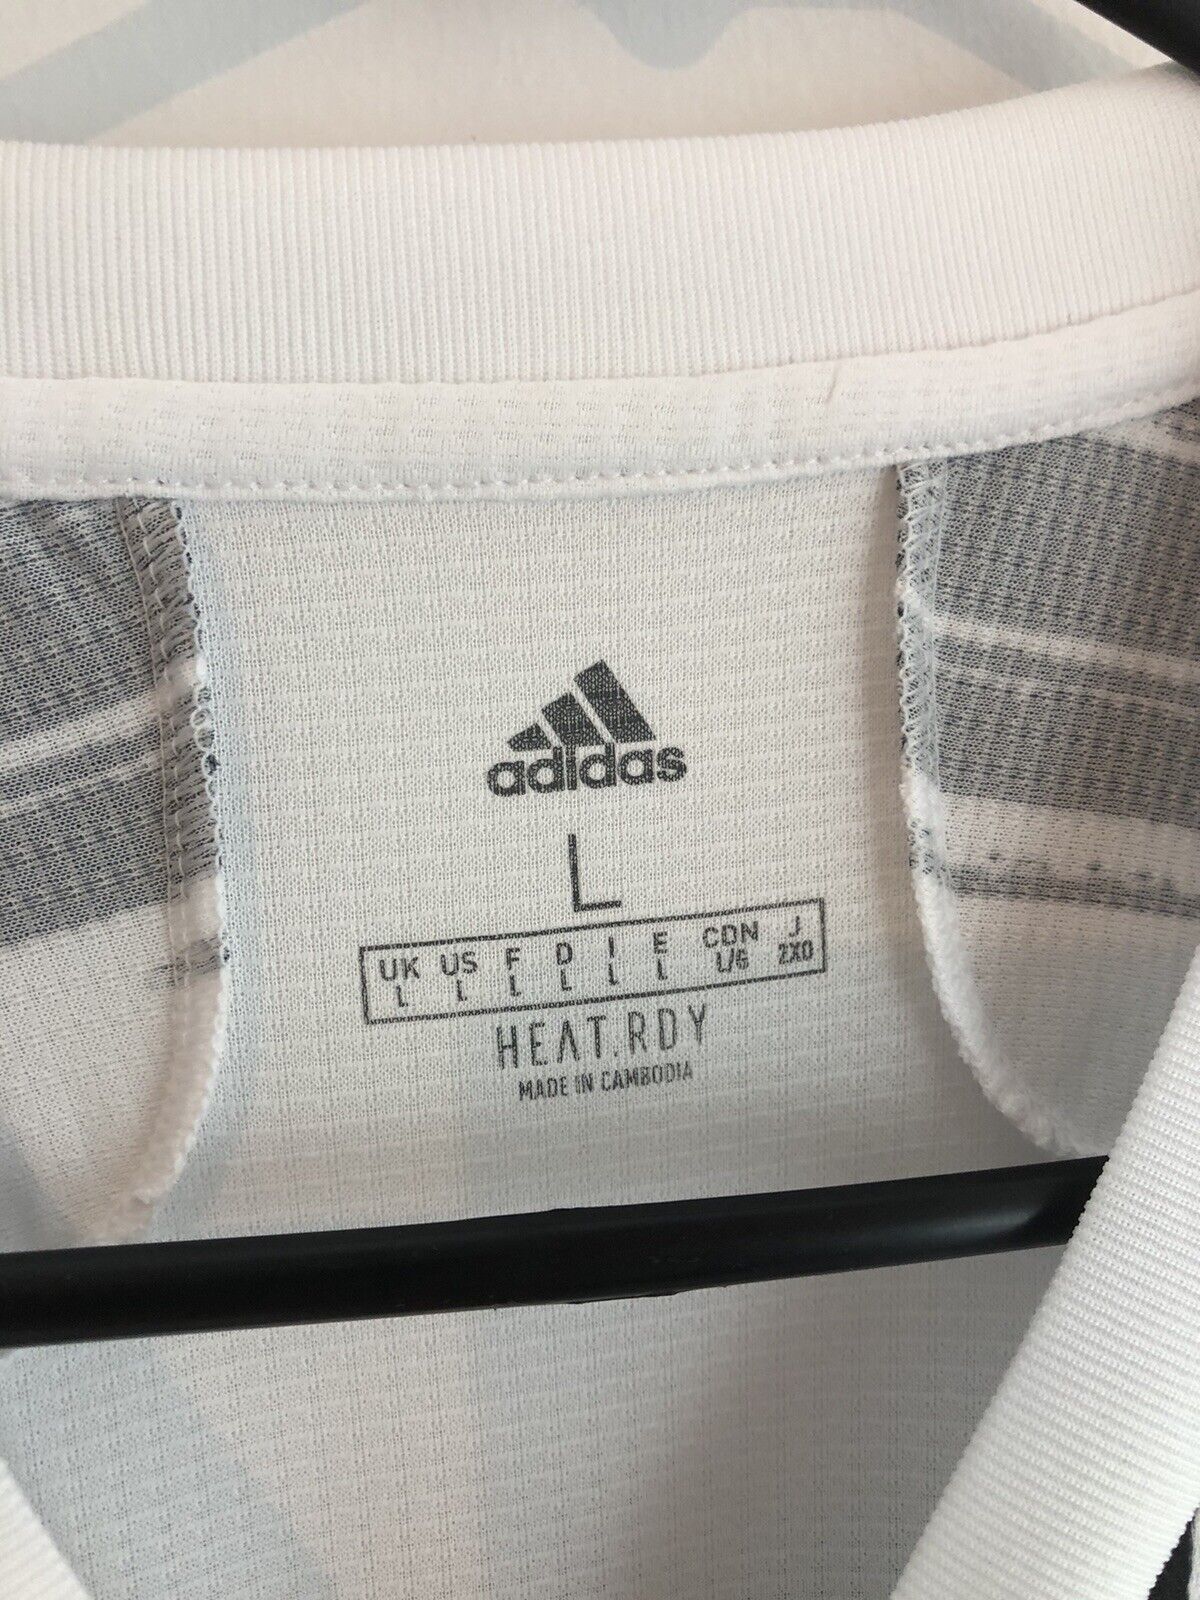 adidas
L
UK US F D I E CDN J
L L L L L L L/G 2XO
HEAT.RDY
MADE IN CAMBODIA